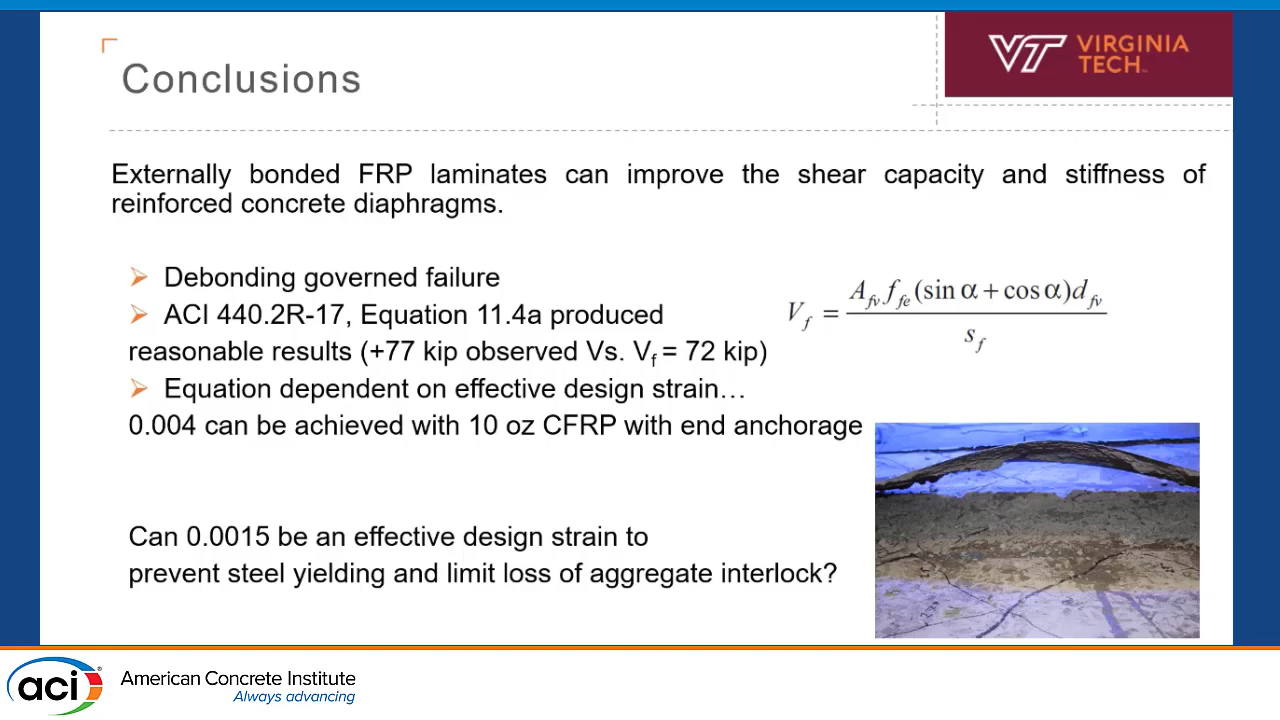 Conclusions
VT VIRGINIA TECH
Externally bonded FRP laminates can improve the shear capacity and stiffness of
reinforced concrete diaphragms.
➢ Debonding governed failure
➢ ACI 440.2R-17, Equation 11.4a produced
reasonable results (+77 kip observed Vs. Vf = 72 kip)
➢ Equation dependent on effective design strain…
0.004 can be achieved with 10 oz CFRP with end anchorage
Vf = Afv ffe (sin α + cos α) dfv / sf
Can 0.0015 be an effective design strain to
prevent steel yielding and limit loss of aggregate interlock?
aci®
American Concrete Institute
Always advancing